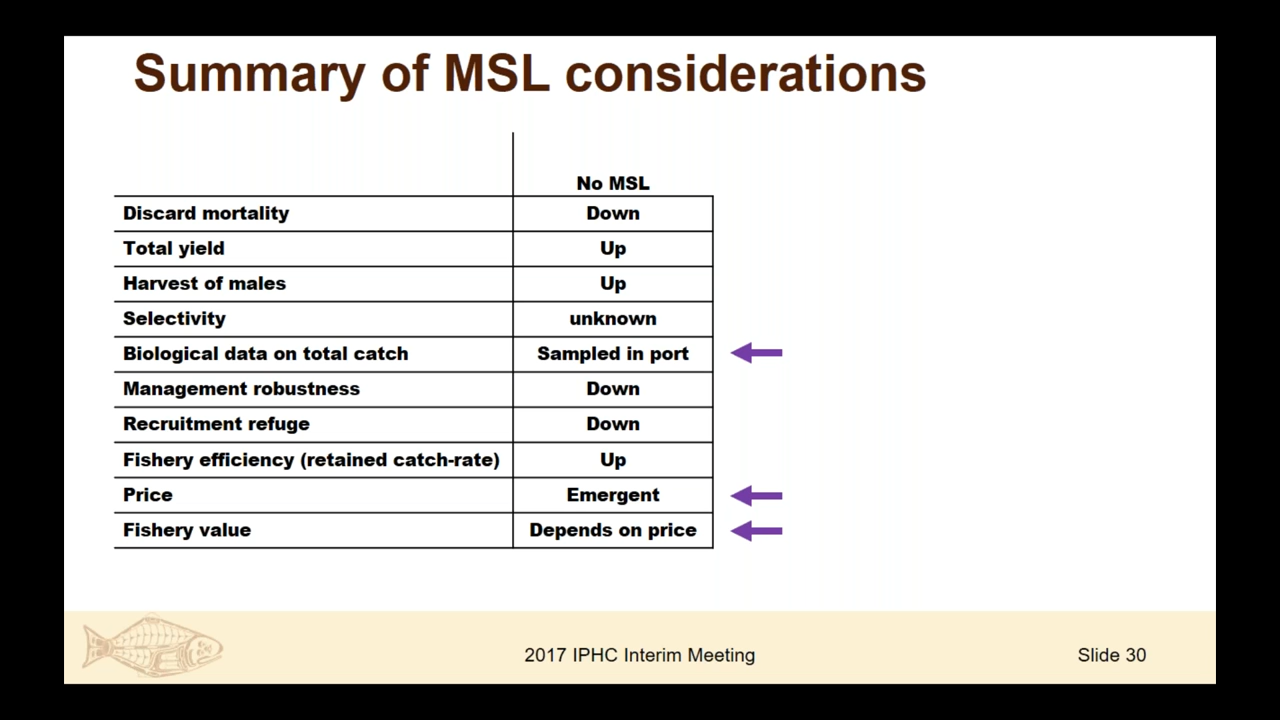 Summary of MSL considerations
No MSL
Discard mortality Down
Total yield Up
Harvest of males Up
Selectivity unknown
Biological data on total catch Sampled in port
Management robustness Down
Recruitment refuge Down
Fishery efficiency (retained catch-rate) Up
Price Emergent
Fishery value Depends on price
2017 IPHC Interim Meeting Slide 30